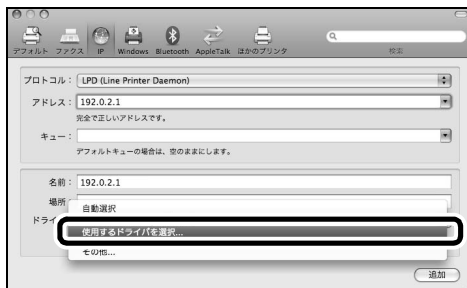 デフォルト ファクス IP Windows Bluetooth AppleTalk ほかのプリンタ 検索
プロトコル： LPD (Line Printer Daemon)
アドレス： 192.0.2.1
完全で正しいアドレスです。
キュー：
デフォルトキューの場合は、空のままにします。
名前： 192.0.2.1
場所
自動選択
ドライ
使用するドライバを選択...
その他...
追加